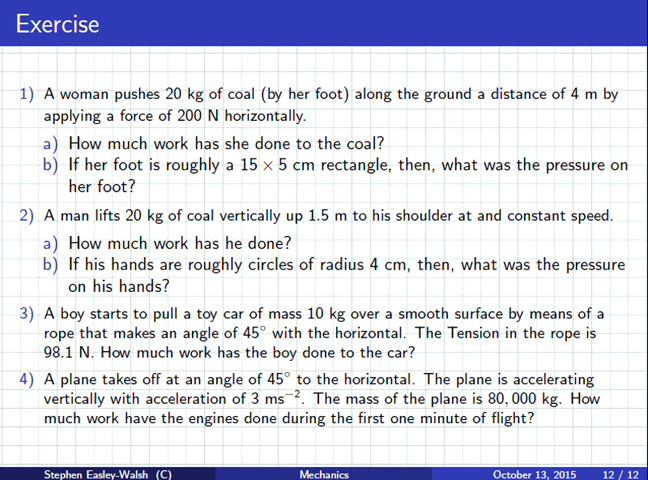 Exercise
1) A woman pushes 20 kg of coal (by her foot) along the ground a distance of 4 m by
applying a force of 200 N horizontally.
a) How much work has she done to the coal?
b) If her foot is roughly a 15 × 5 cm rectangle, then, what was the pressure on
her foot?
2) A man lifts 20 kg of coal vertically up 1.5 m to his shoulder at and constant speed.
a) How much work has he done?
b) If his hands are roughly circles of radius 4 cm, then, what was the pressure
on his hands?
3) A boy starts to pull a toy car of mass 10 kg over a smooth surface by means of a
rope that makes an angle of 45° with the horizontal. The Tension in the rope is
98.1 N. How much work has the boy done to the car?
4) A plane takes off at an angle of 45° to the horizontal. The plane is accelerating
vertically with acceleration of 3 ms⁻². The mass of the plane is 80,000 kg. How
much work have the engines done during the first one minute of flight?
Stephen Easley-Walsh (C) Mechanics October 13, 2015 12 / 12